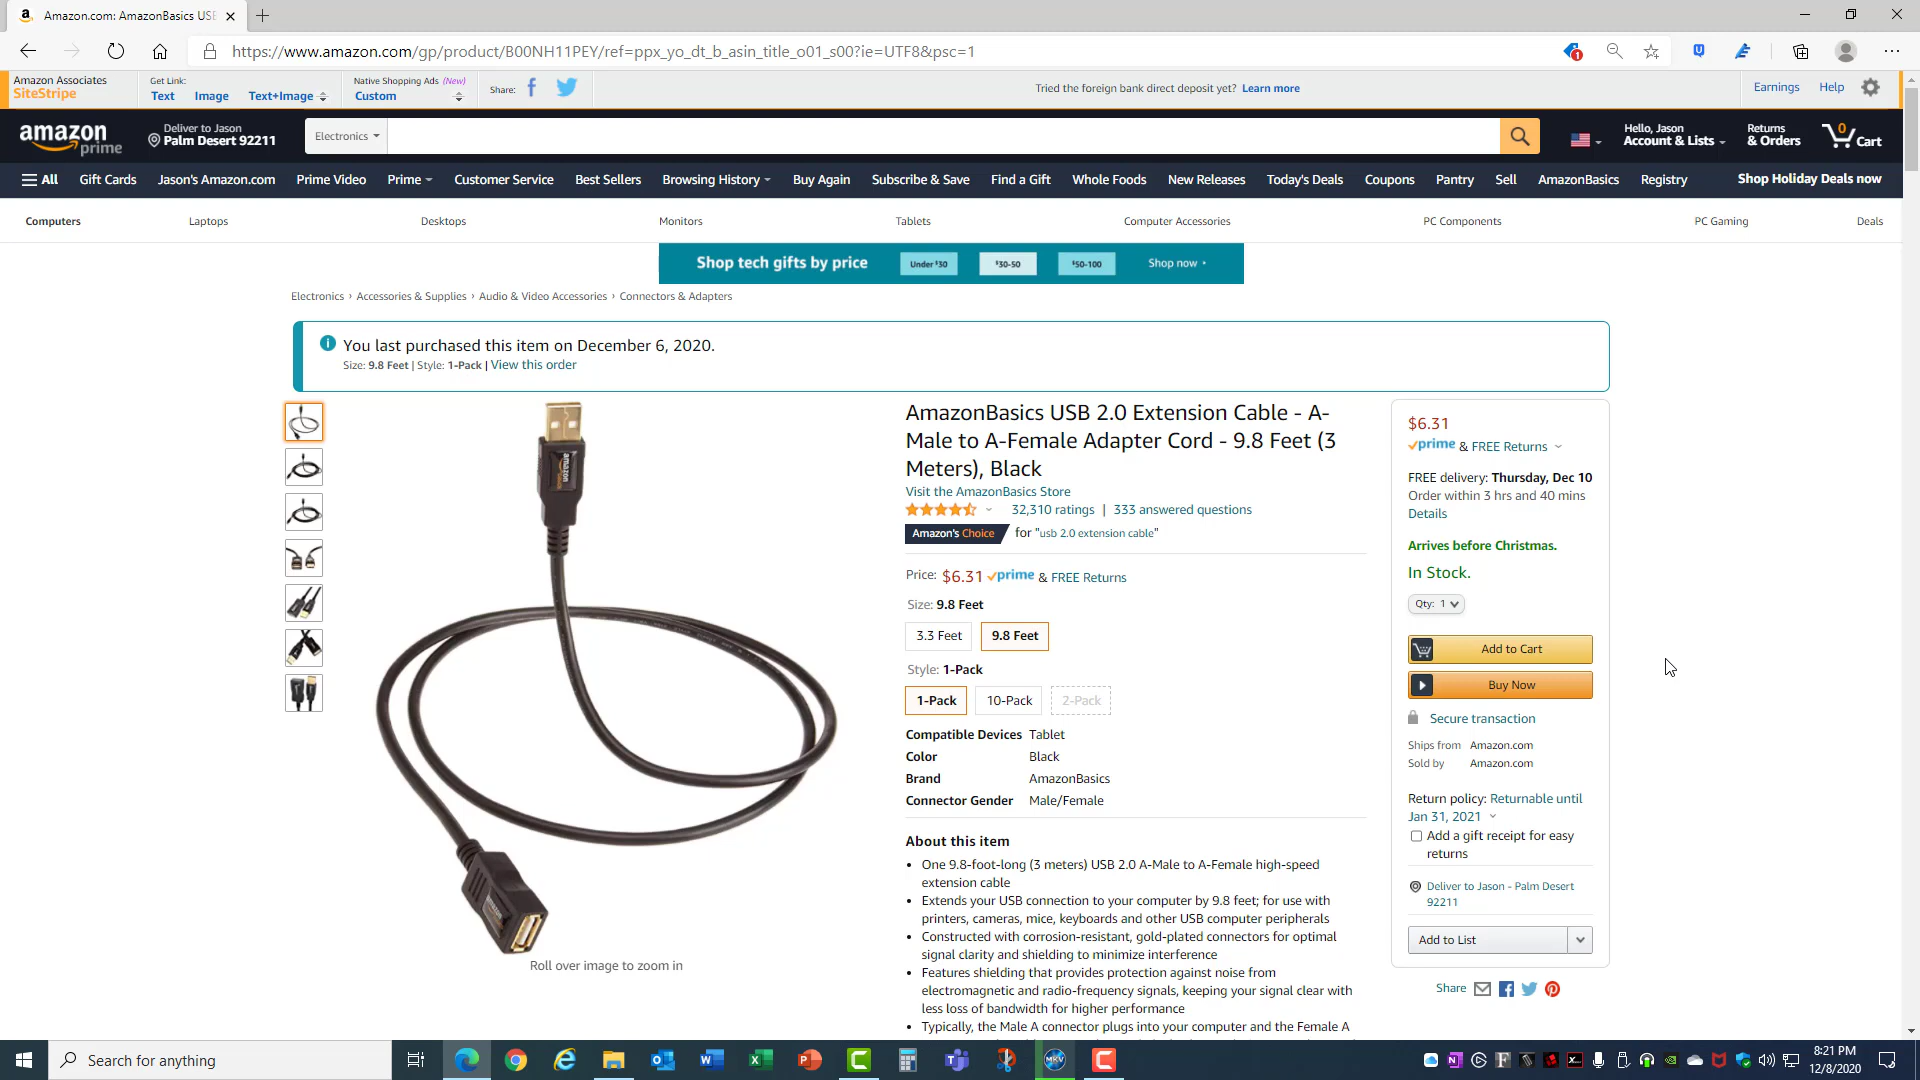 Amazon.com: AmazonBasics USB
https://www.amazon.com/gp/product/B00NH11PEY/ref=ppx_yo_dt_b_asin_title_o01_s00?ie=UTF8&psc=1
1
Amazon Associates
SiteStripe
Get Link:
Text Image Text+Image
Native Shopping Ads (New)
Custom
Share:
Tried the foreign bank direct deposit yet? Learn more
Earnings Help
amazon prime
Deliver to Jason
Palm Desert 92211
Electronics
Hello, Jason
Account & Lists
Returns
& Orders
0
Cart
All Gift Cards Jason's Amazon.com Prime Video Prime Customer Service Best Sellers Browsing History Buy Again Subscribe & Save Find a Gift Whole Foods New Releases Today's Deals Coupons Pantry Sell AmazonBasics Registry Shop Holiday Deals now
Computers Laptops Desktops Monitors Tablets Computer Accessories PC Components PC Gaming Deals
Shop tech gifts by price Under $30 $30-50 $50-100 Shop now
Electronics › Accessories & Supplies › Audio & Video Accessories › Connectors & Adapters
You last purchased this item on December 6, 2020.
Size: 9.8 Feet | Style: 1-Pack | View this order
amazon
Roll over image to zoom in
AmazonBasics USB 2.0 Extension Cable - A-
Male to A-Female Adapter Cord - 9.8 Feet (3
Meters), Black
Visit the AmazonBasics Store
32,310 ratings | 333 answered questions
Amazon's Choice for "usb 2.0 extension cable"
Price: $6.31 prime & FREE Returns
Size: 9.8 Feet
3.3 Feet 9.8 Feet
Style: 1-Pack
1-Pack 10-Pack 2-Pack
Compatible Devices Tablet
Color Black
Brand AmazonBasics
Connector Gender Male/Female
About this item
• One 9.8-foot-long (3 meters) USB 2.0 A-Male to A-Female high-speed
extension cable
• Extends your USB connection to your computer by 9.8 feet; for use with
printers, cameras, mice, keyboards and other USB computer peripherals
• Constructed with corrosion-resistant, gold-plated connectors for optimal
signal clarity and shielding to minimize interference
• Features shielding that provides protection against noise from
electromagnetic and radio-frequency signals, keeping your signal clear with
less loss of bandwidth for higher performance
• Typically, the Male A connector plugs into your computer and the Female A
$6.31
prime & FREE Returns
FREE delivery: Thursday, Dec 10
Order within 3 hrs and 40 mins
Details
Arrives before Christmas.
In Stock.
Qty: 1
Add to Cart
Buy Now
Secure transaction
Ships from Amazon.com
Sold by Amazon.com
Return policy: Returnable until
Jan 31, 2021
Add a gift receipt for easy
returns
Deliver to Jason - Palm Desert
92211
Add to List
Share
Search for anything
MKV
8:21 PM
12/8/2020